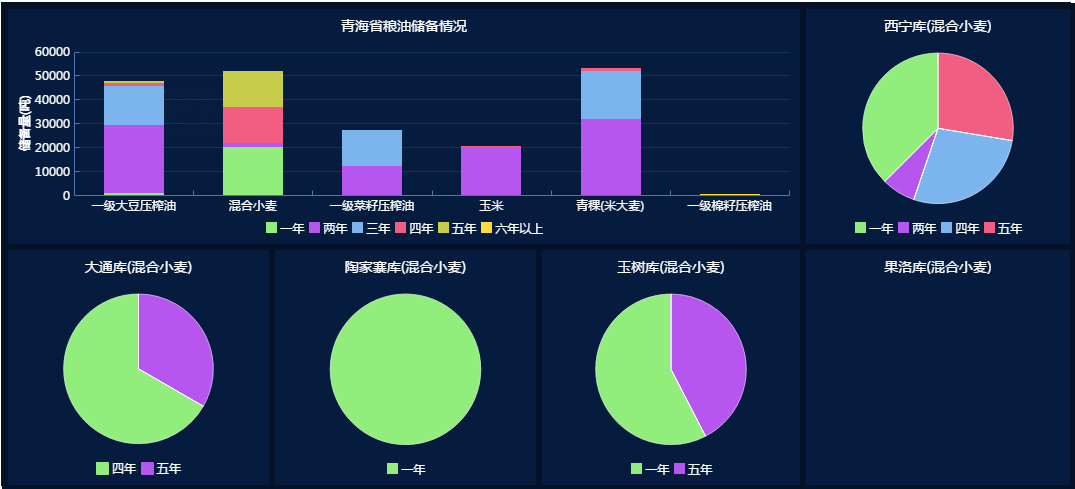 青海省粮油储备情况
储备量(吨)
60000
50000
40000
30000
20000
10000
0
一级大豆压榨油 混合小麦 一级菜籽压榨油 玉米 青稞(米大麦) 一级棉籽压榨油
一年 两年 三年 四年 五年 六年以上
西宁库(混合小麦)
一年 两年 四年 五年
大通库(混合小麦)
四年 五年
陶家寨库(混合小麦)
一年
玉树库(混合小麦)
一年 五年
果洛库(混合小麦)